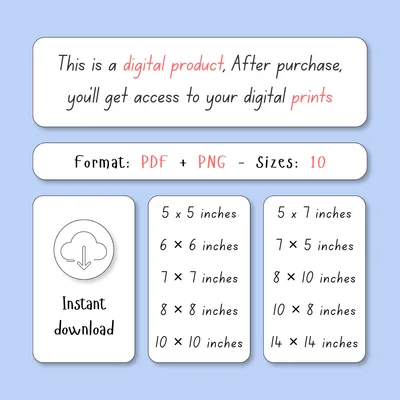 This is a digital product. After purchase,
you'll get access to your digital prints
Format: PDF + PNG - Sizes: 10
Instant
download
5 x 5 inches
6 × 6 inches
7 × 7 inches
8 × 8 inches
10 × 10 inches
5 x 7 inches
7 × 5 inches
8 × 10 inches
10 × 8 inches
14 × 14 inches